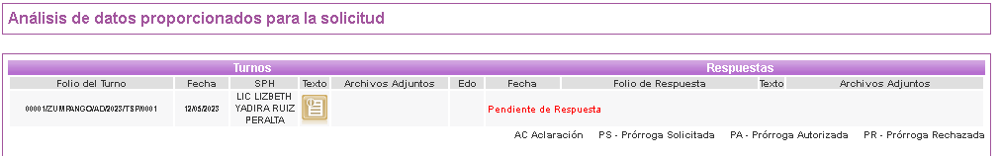 Análisis de datos proporcionados para la solicitud
Turnos Respuestas
Folio del Turno Fecha SPH Texto Archivos Adjuntos Edo Fecha Folio de Respuesta Texto Archivos Adjuntos
00001/ZUMPANGO/AD/2023/TSP/0001 12/05/2023 LIC LIZBETH YADIRA RUIZ PERALTA Pendiente de Respuesta
AC Aclaración PS - Prórroga Solicitada PA - Prórroga Autorizada PR - Prórroga Rechazada